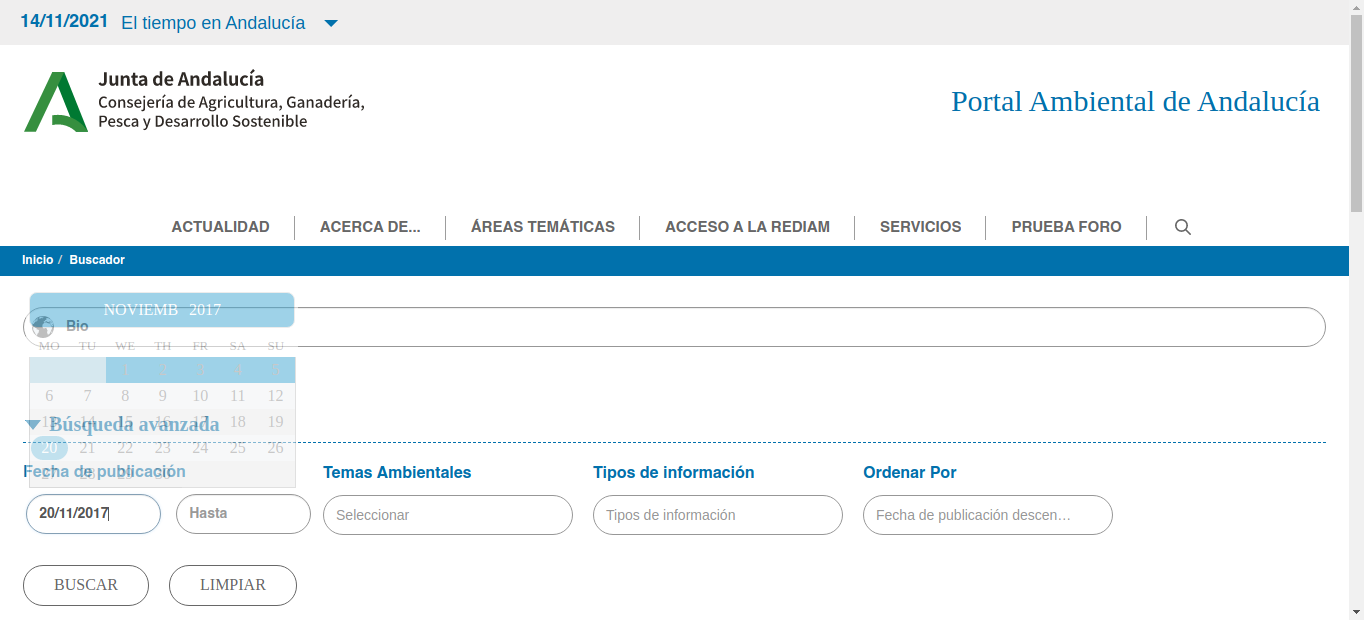 14/11/2021 El tiempo en Andalucía
Junta de Andalucía
Consejería de Agricultura, Ganadería,
Pesca y Desarrollo Sostenible
Portal Ambiental de Andalucía
ACTUALIDAD ACERCA DE... ÁREAS TEMÁTICAS ACCESO A LA REDIAM SERVICIOS PRUEBA FORO
Inicio / Buscador
NOVIEMB 2017
Bio
MO TU WE TH FR SA SU
1 2 3 4 5
6 7 8 9 10 11 12
13 14 15 16 17 18 19
Búsqueda avanzada
20 21 22 23 24 25 26
Fecha de publicación Temas Ambientales Tipos de información Ordenar Por
27 28 29 30
20/11/2017 Hasta Seleccionar Tipos de información Fecha de publicación descen...
BUSCAR LIMPIAR